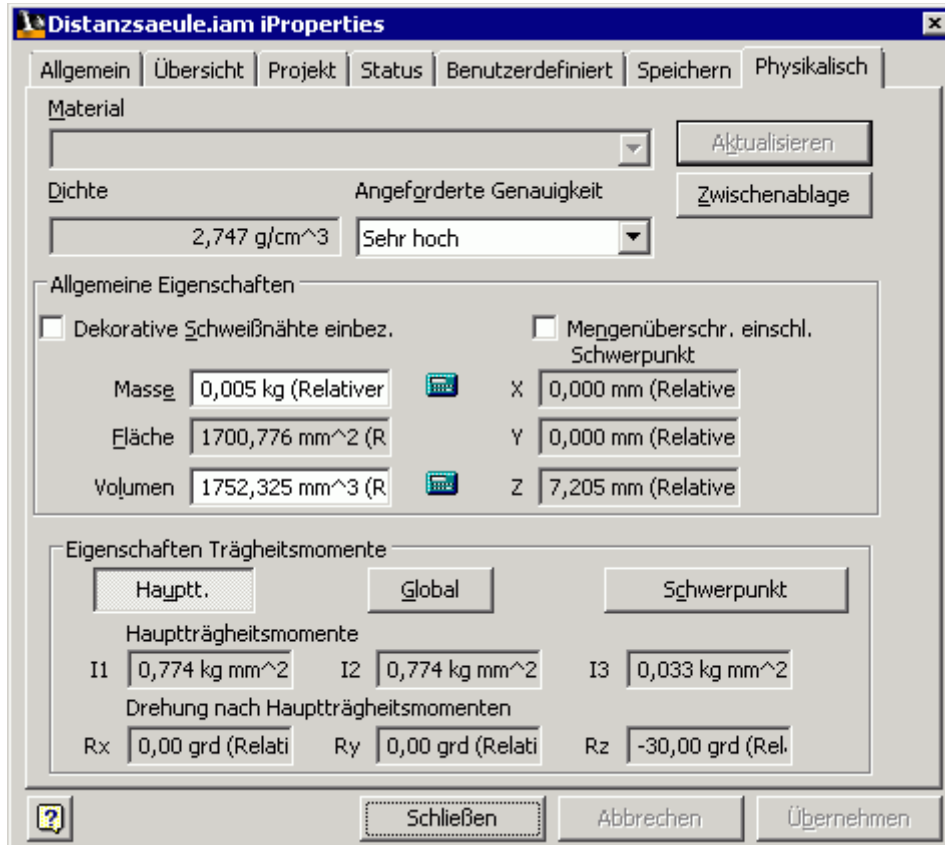 Distanzsaeule.iam iProperties
Allgemein Übersicht Projekt Status Benutzerdefiniert Speichern Physikalisch
Material
Aktualisieren
Dichte Angeforderte Genauigkeit Zwischenablage
2,747 g/cm^3 Sehr hoch
Allgemeine Eigenschaften
Dekorative Schweißnähte einbez. Mengenüberschr. einschl.
Schwerpunkt
Masse 0,005 kg (Relativer X 0,000 mm (Relative
Fläche 1700,776 mm^2 (R Y 0,000 mm (Relative
Volumen 1752,325 mm^3 (R Z 7,205 mm (Relative
Eigenschaften Trägheitsmomente
Hauptt. Global Schwerpunkt
Hauptträgheitsmomente
I1 0,774 kg mm^2 I2 0,774 kg mm^2 I3 0,033 kg mm^2
Drehung nach Hauptträgheitsmomenten
Rx 0,00 grd (Relati Ry 0,00 grd (Relati Rz -30,00 grd (Rel
Schließen Abbrechen Übernehmen